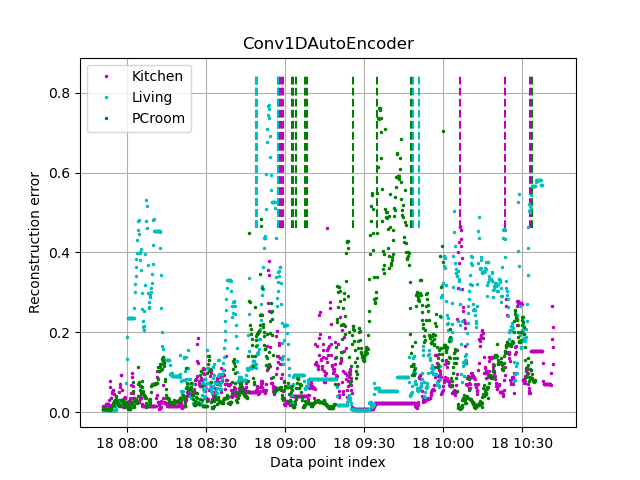 Conv1DAutoEncoder
Kitchen
Living
PCroom
Reconstruction error
0.8
0.6
0.4
0.2
0.0
18 08:00 18 08:30 18 09:00 18 09:30 18 10:00 18 10:30
Data point index